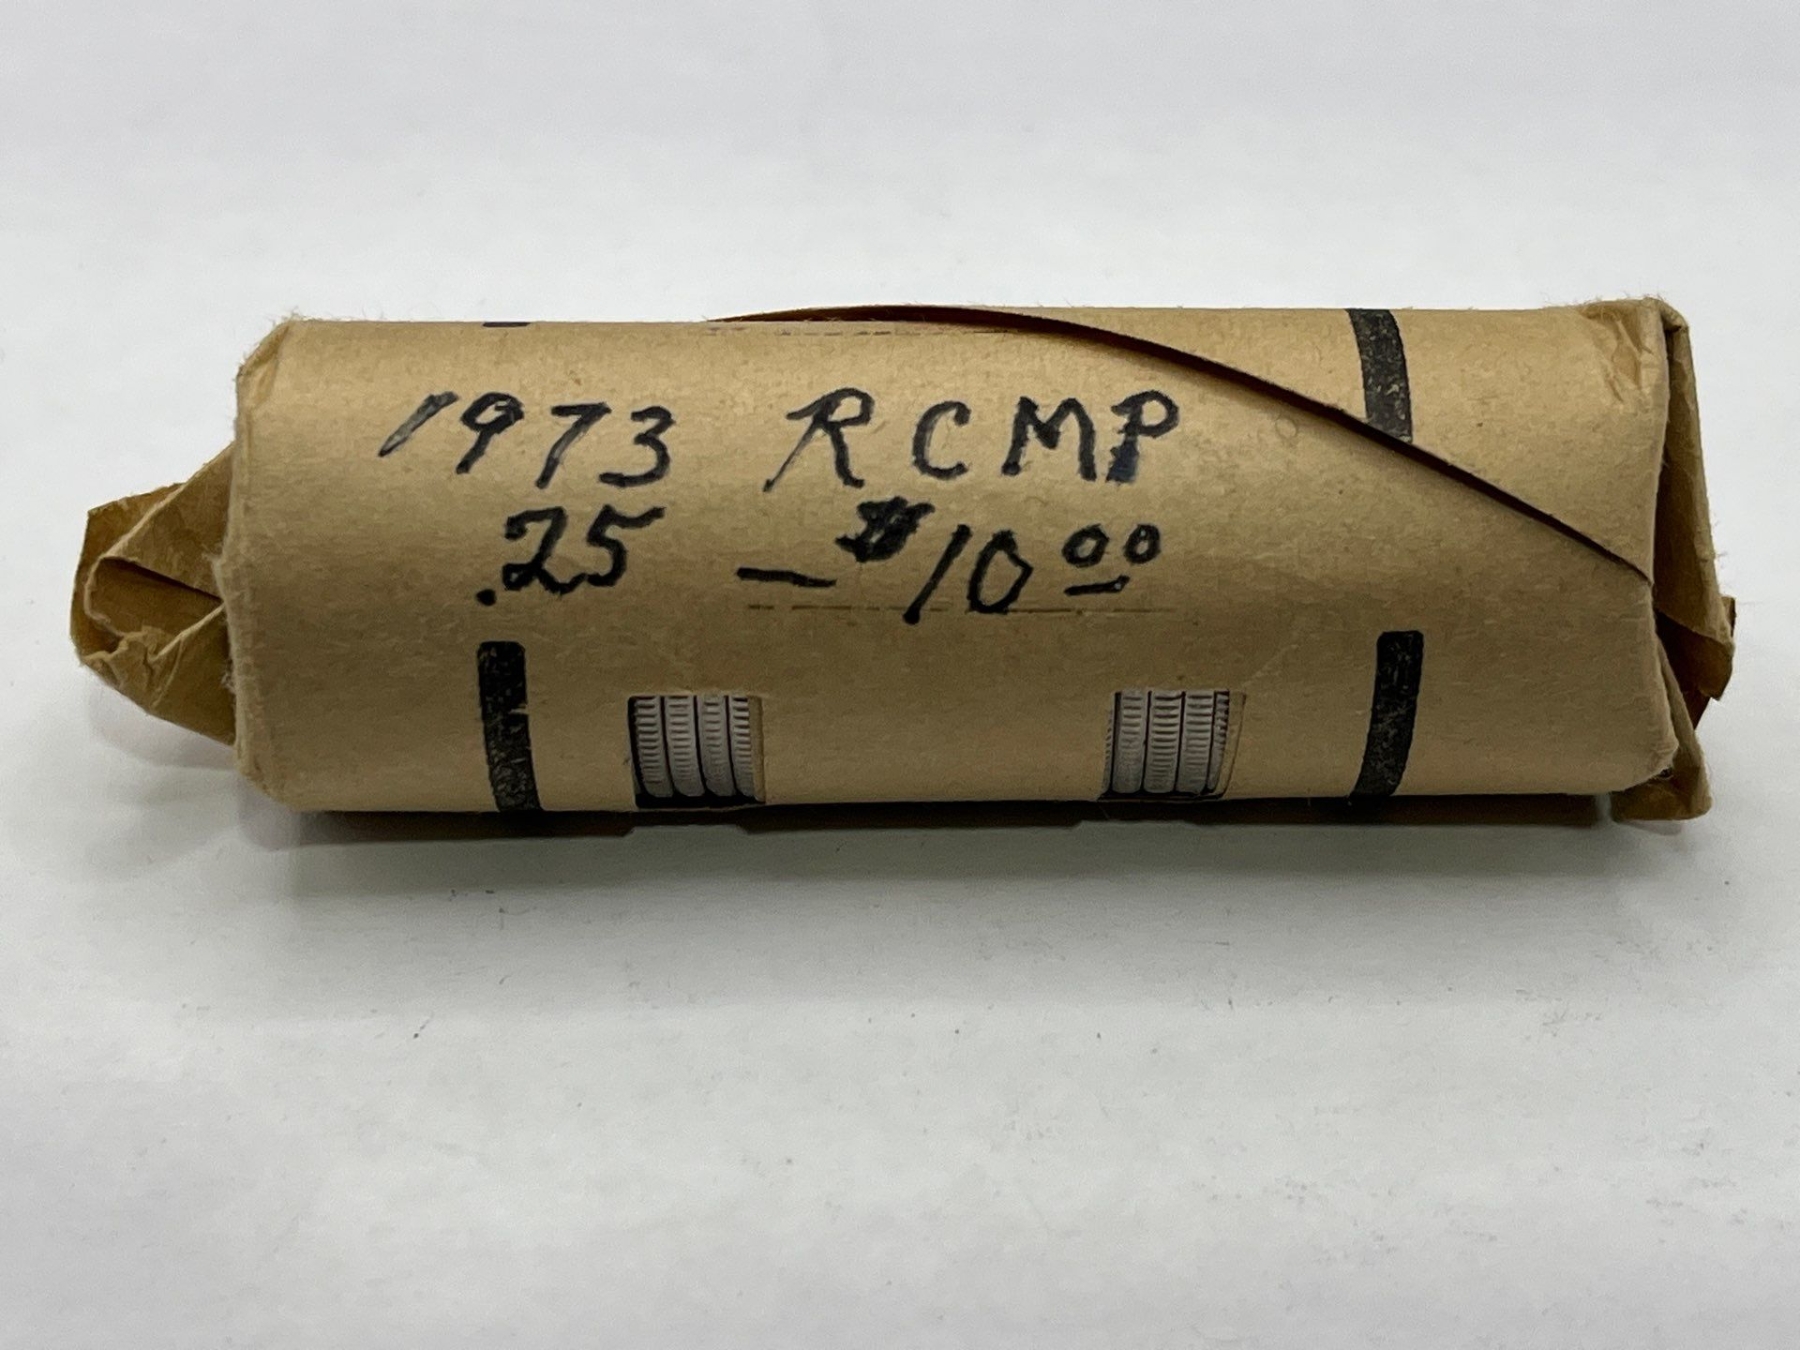 1973 RCMP
.25 — $10.00